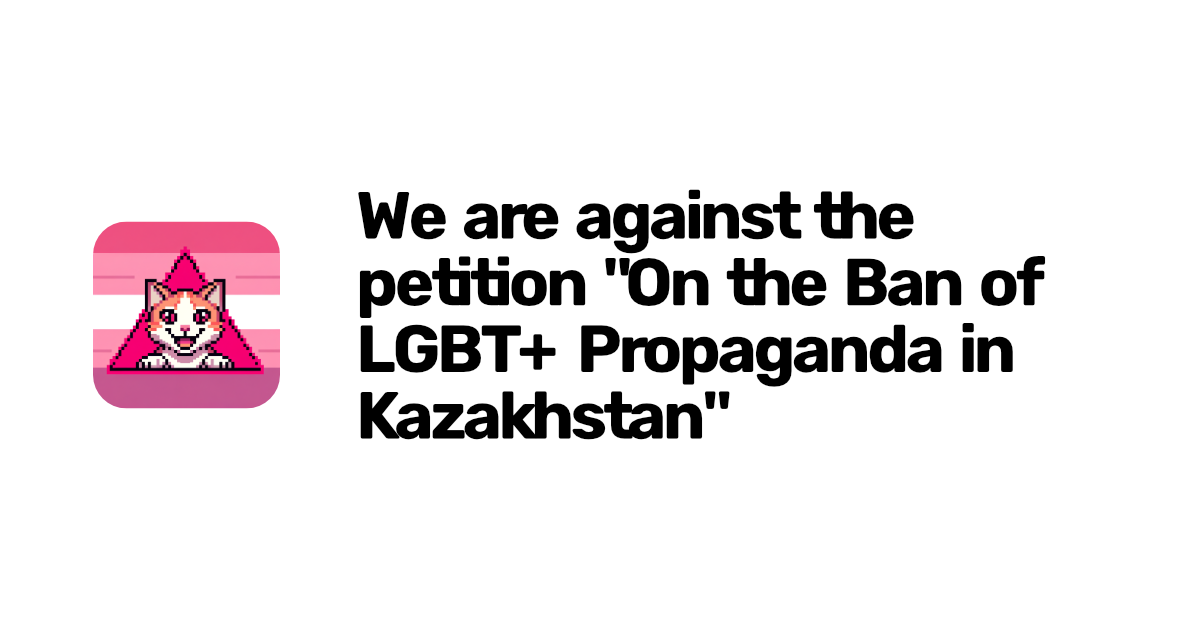 We are against the
petition "On the Ban of
LGBT+ Propaganda in
Kazakhstan"